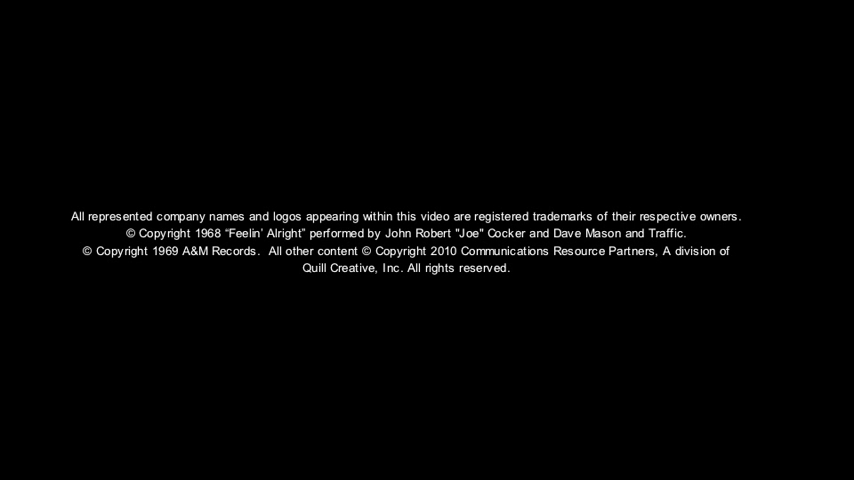 All represented company names and logos appearing within this video are registered trademarks of their respective owners.
© Copyright 1968 “Feelin’ Alright” performed by John Robert "Joe" Cocker and Dave Mason and Traffic.
© Copyright 1969 A&M Records.  All other content © Copyright 2010 Communications Resource Partners, A division of
Quill Creative, Inc. All rights reserved.